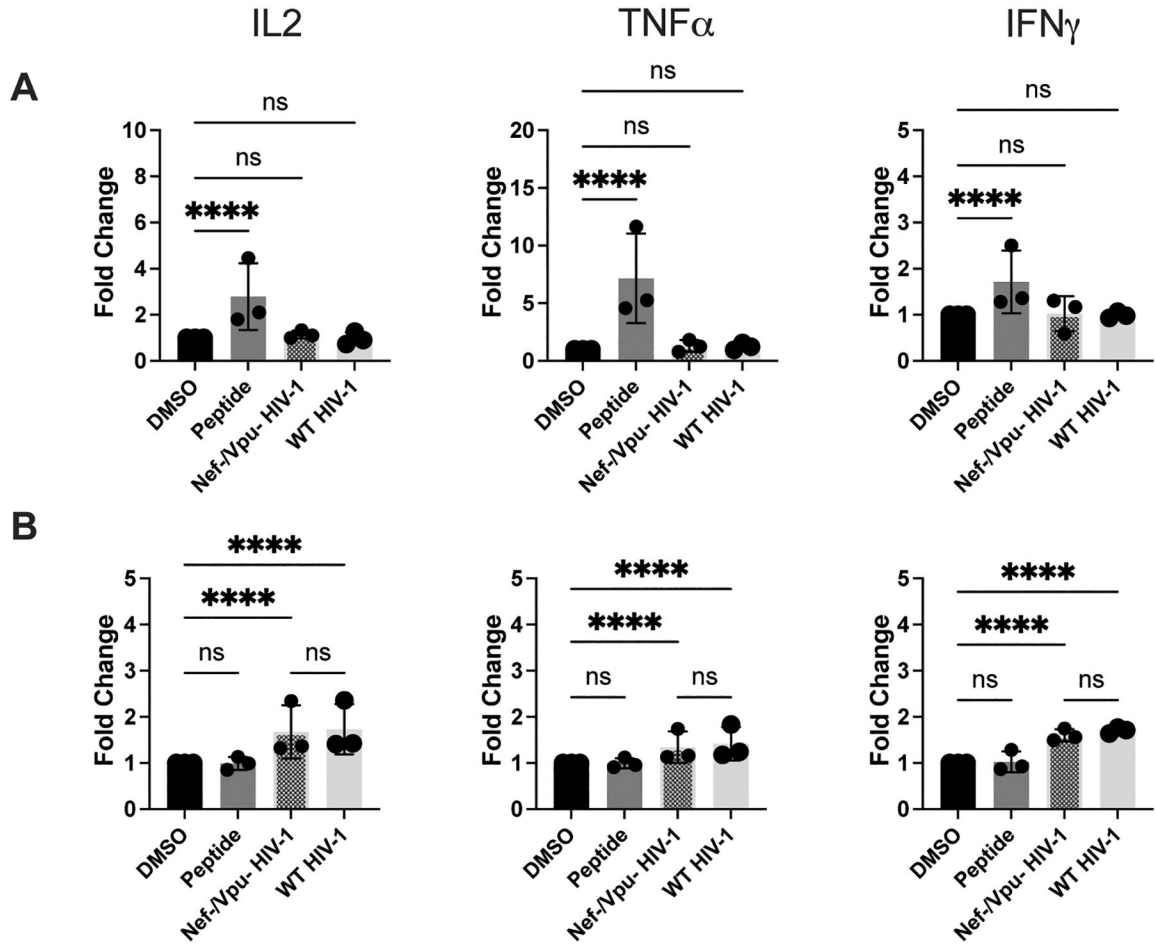 IL2
TNFα
IFNγ
A
ns
ns
****
Fold Change
10
8
6
4
2
0
DMSO
Peptide
Nef-/Vpu- HIV-1
WT HIV-1
ns
ns
****
Fold Change
20
15
10
5
0
DMSO
Peptide
Nef-/Vpu- HIV-1
WT HIV-1
ns
ns
****
Fold Change
5
4
3
2
1
0
DMSO
Peptide
Nef-/Vpu- HIV-1
WT HIV-1
B
****
****
ns
ns
Fold Change
5
4
3
2
1
0
DMSO
Peptide
Nef-/Vpu- HIV-1
WT HIV-1
****
****
ns
ns
Fold Change
5
4
3
2
1
0
DMSO
Peptide
Nef-/Vpu- HIV-1
WT HIV-1
****
****
ns
ns
Fold Change
5
4
3
2
1
0
DMSO
Peptide
Nef-/Vpu- HIV-1
WT HIV-1